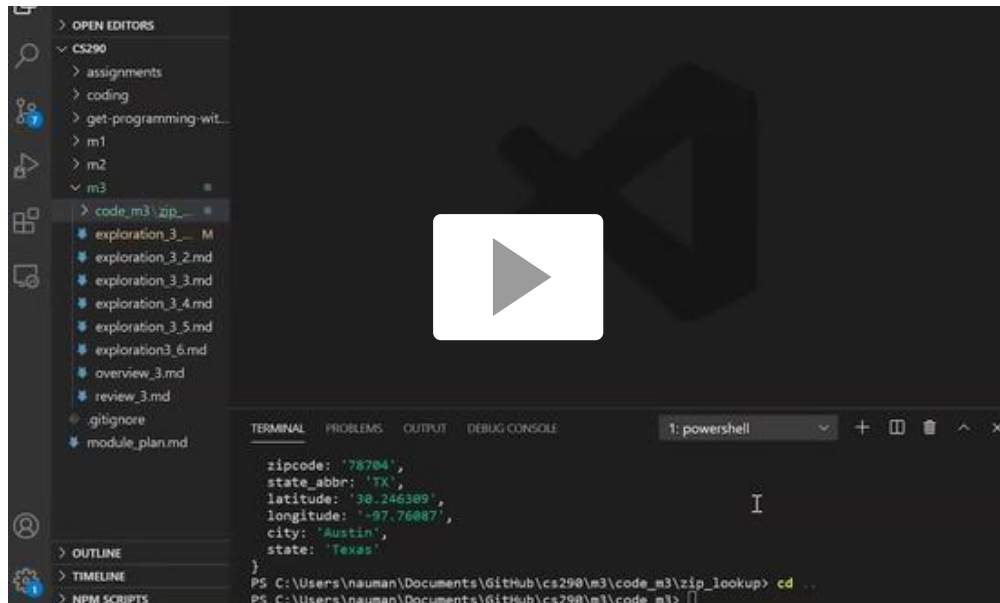 OPEN EDITORS
CS290
assignments
coding
get-programming-wit...
m1
m2
m3
code_m3\zip_...
exploration_3_... M
exploration_3_2.md
exploration_3_3.md
exploration_3_4.md
exploration_3_5.md
exploration3_6.md
overview_3.md
review_3.md
.gitignore
module_plan.md
OUTLINE
TIMELINE
NPM SCRIPTS
7
1
TERMINAL PROBLEMS OUTPUT DEBUG CONSOLE 1: powershell
zipcode: '78704',
state_abbr: 'TX',
latitude: '30.246309',
longitude: '-97.76087',
city: 'Austin',
state: 'Texas'
}
PS C:\Users\nauman\Documents\GitHub\cs290\m3\code_m3\zip_lookup> cd ..
PS C:\Users\nauman\Documents\GitHub\cs290\m3\code_m3>